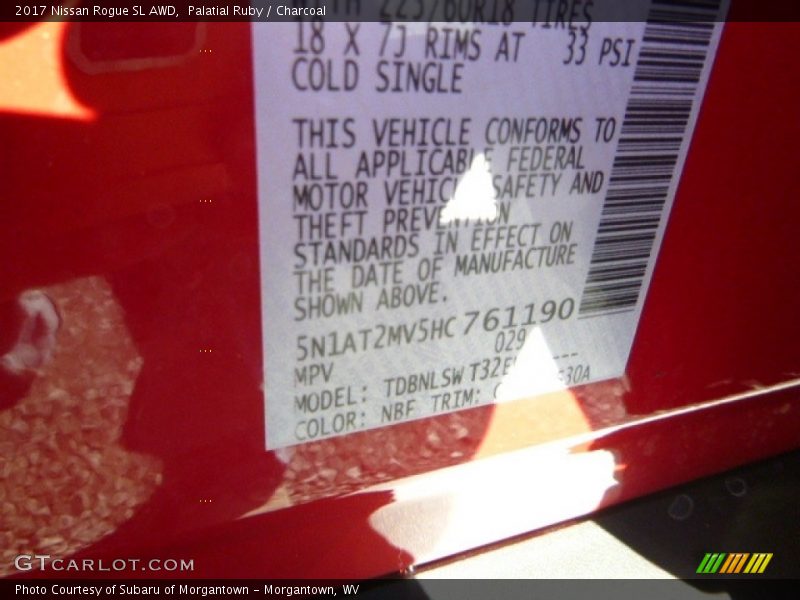 2017 Nissan Rogue SL AWD, Palatial Ruby / Charcoal
TIRES
18 X 7J RIMS AT 33 PSI
COLD SINGLE
THIS VEHICLE CONFORMS TO
ALL APPLICABLE FEDERAL
MOTOR VEHICLE SAFETY AND
THEFT PREVENTION
STANDARDS IN EFFECT ON
THE DATE OF MANUFACTURE
SHOWN ABOVE.
5N1AT2MV5HC761190
MPV 029
MODEL: TDBNLSW
COLOR: NBF TRIM:
GTCARLOT.COM
Photo Courtesy of Subaru of Morgantown - Morgantown, WV